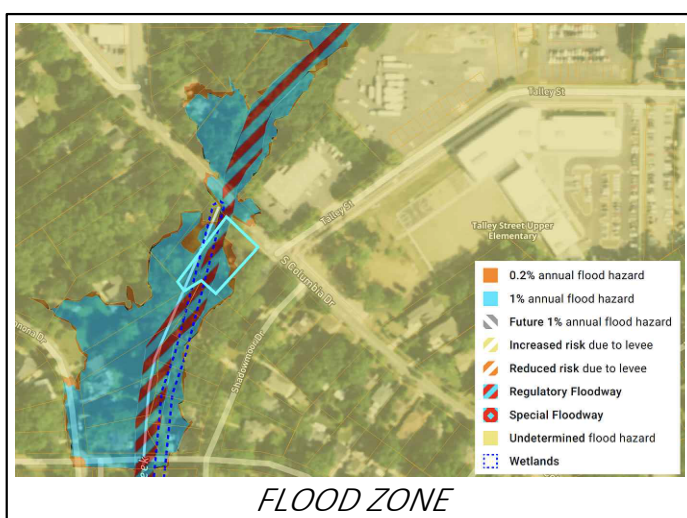 Talley St
Talley St
Talley Street Upper
Elementary
S Columbia Dr
Shadowmoor Dr
0.2% annual flood hazard
1% annual flood hazard
Future 1% annual flood hazard
Increased risk due to levee
Reduced risk due to levee
Regulatory Floodway
Special Floodway
Undetermined flood hazard
Wetlands
FLOOD ZONE